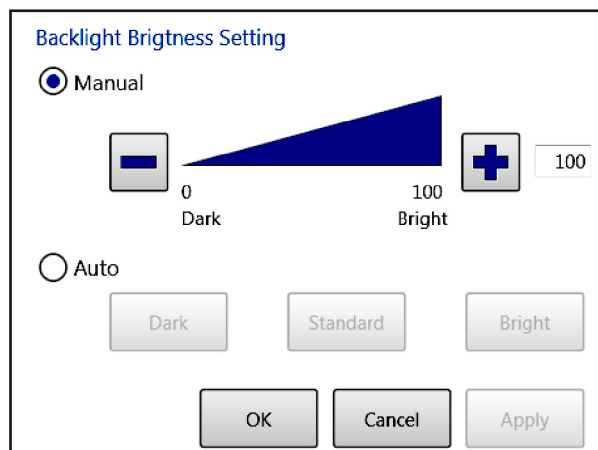 Backlight Brigtness Setting
Manual
100
0 100
Dark Bright
Auto
Dark Standard Bright
OK Cancel Apply